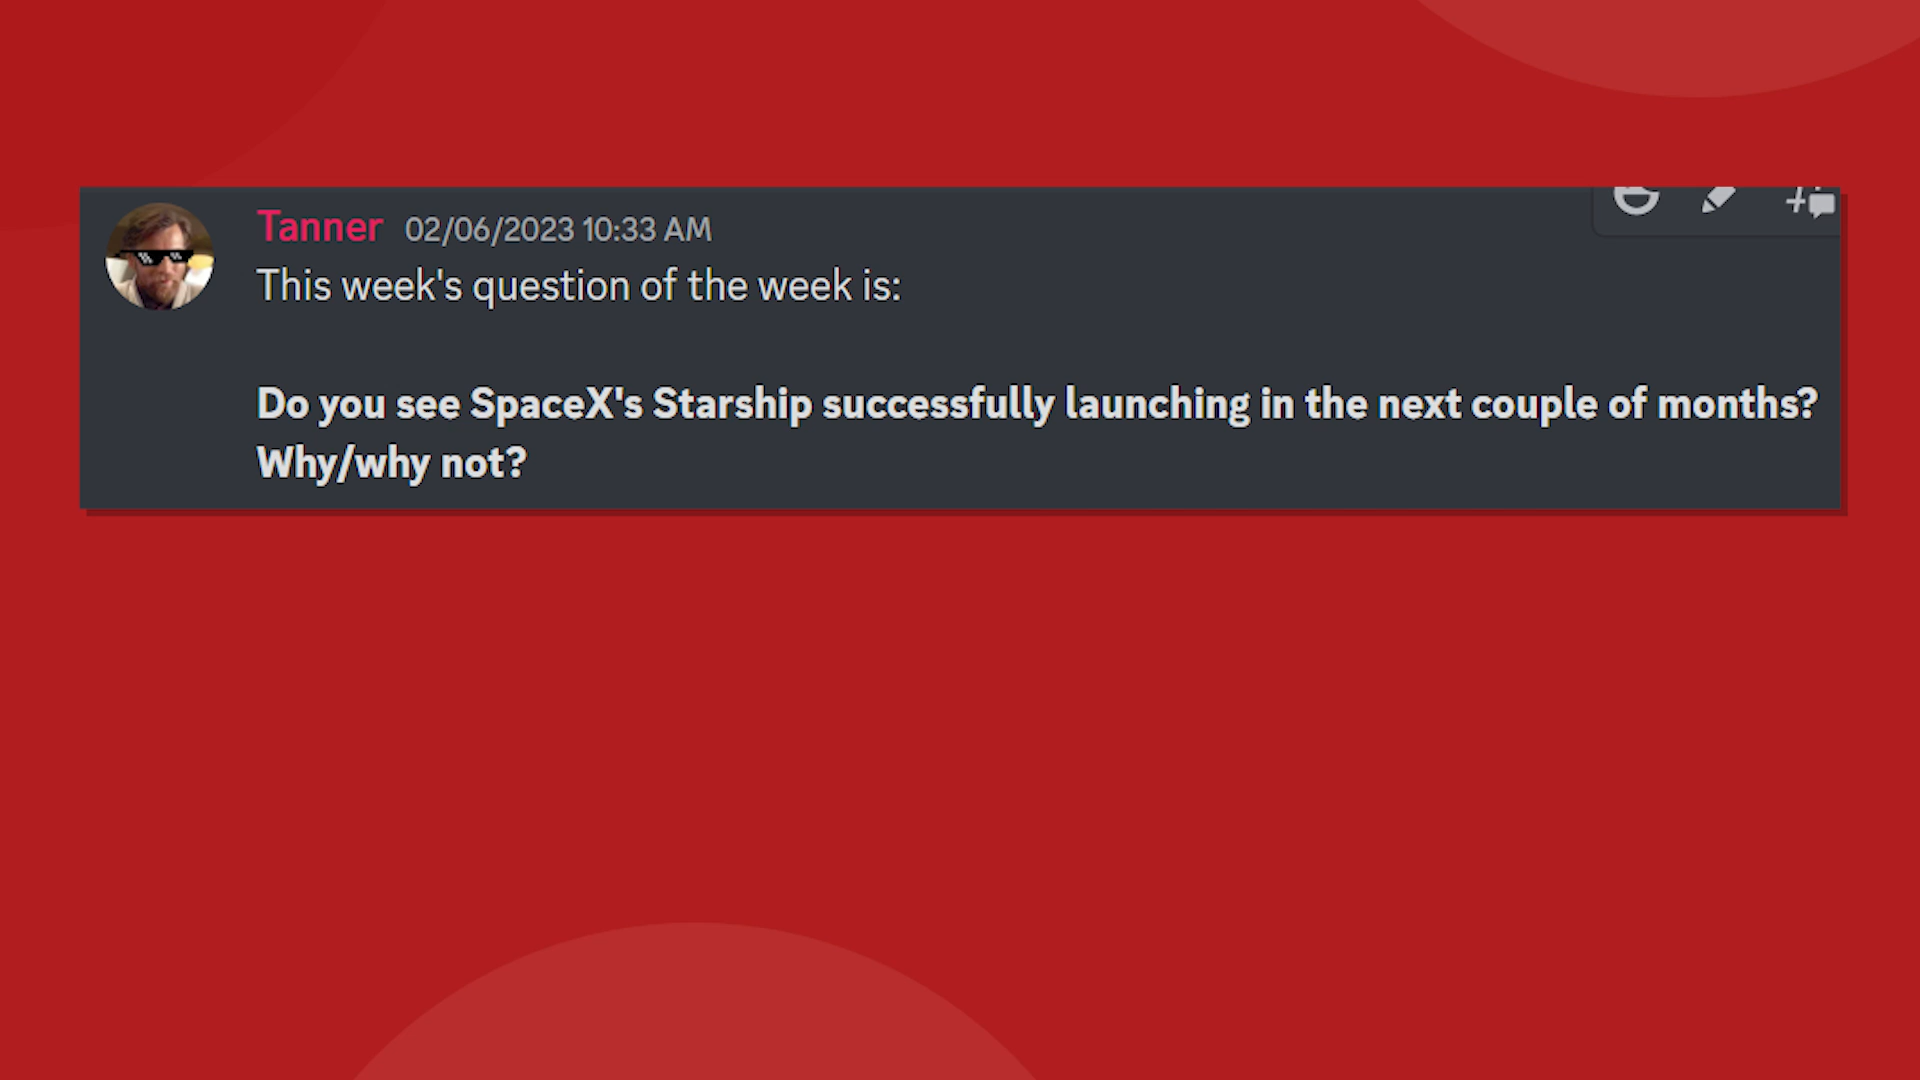 Tanner 02/06/2023 10:33 AM
This week's question of the week is:
Do you see SpaceX's Starship successfully launching in the next couple of months?
Why/why not?